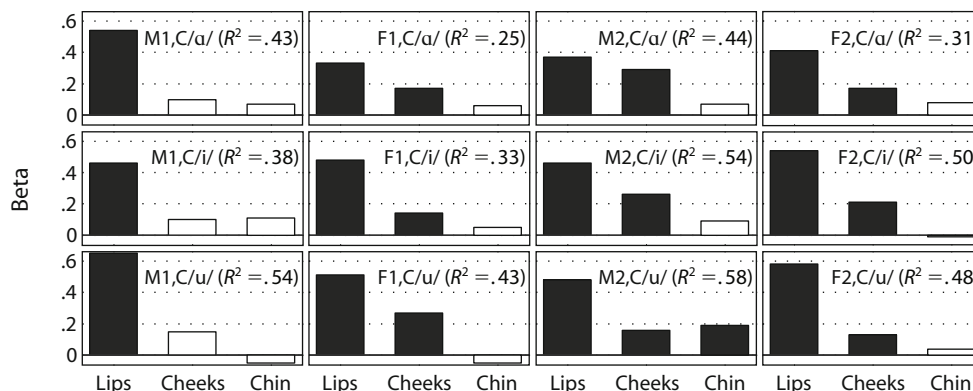 .6
.4
.2
0
M1,C/ɑ/ (R² =.43)
F1,C/ɑ/ (R² =.25)
M2,C/ɑ/ (R² =.44)
F2,C/ɑ/ (R² =.31)
.6
.4
.2
0
M1,C/i/ (R² =.38)
F1,C/i/ (R² =.33)
M2,C/i/ (R² =.54)
F2,C/i/ (R² =.50)
Beta
.6
.4
.2
0
M1,C/u/ (R² =.54)
F1,C/u/ (R² =.43)
M2,C/u/ (R² =.58)
F2,C/u/ (R² =.48
Lips Cheeks Chin Lips Cheeks Chin Lips Cheeks Chin Lips Cheeks Chin